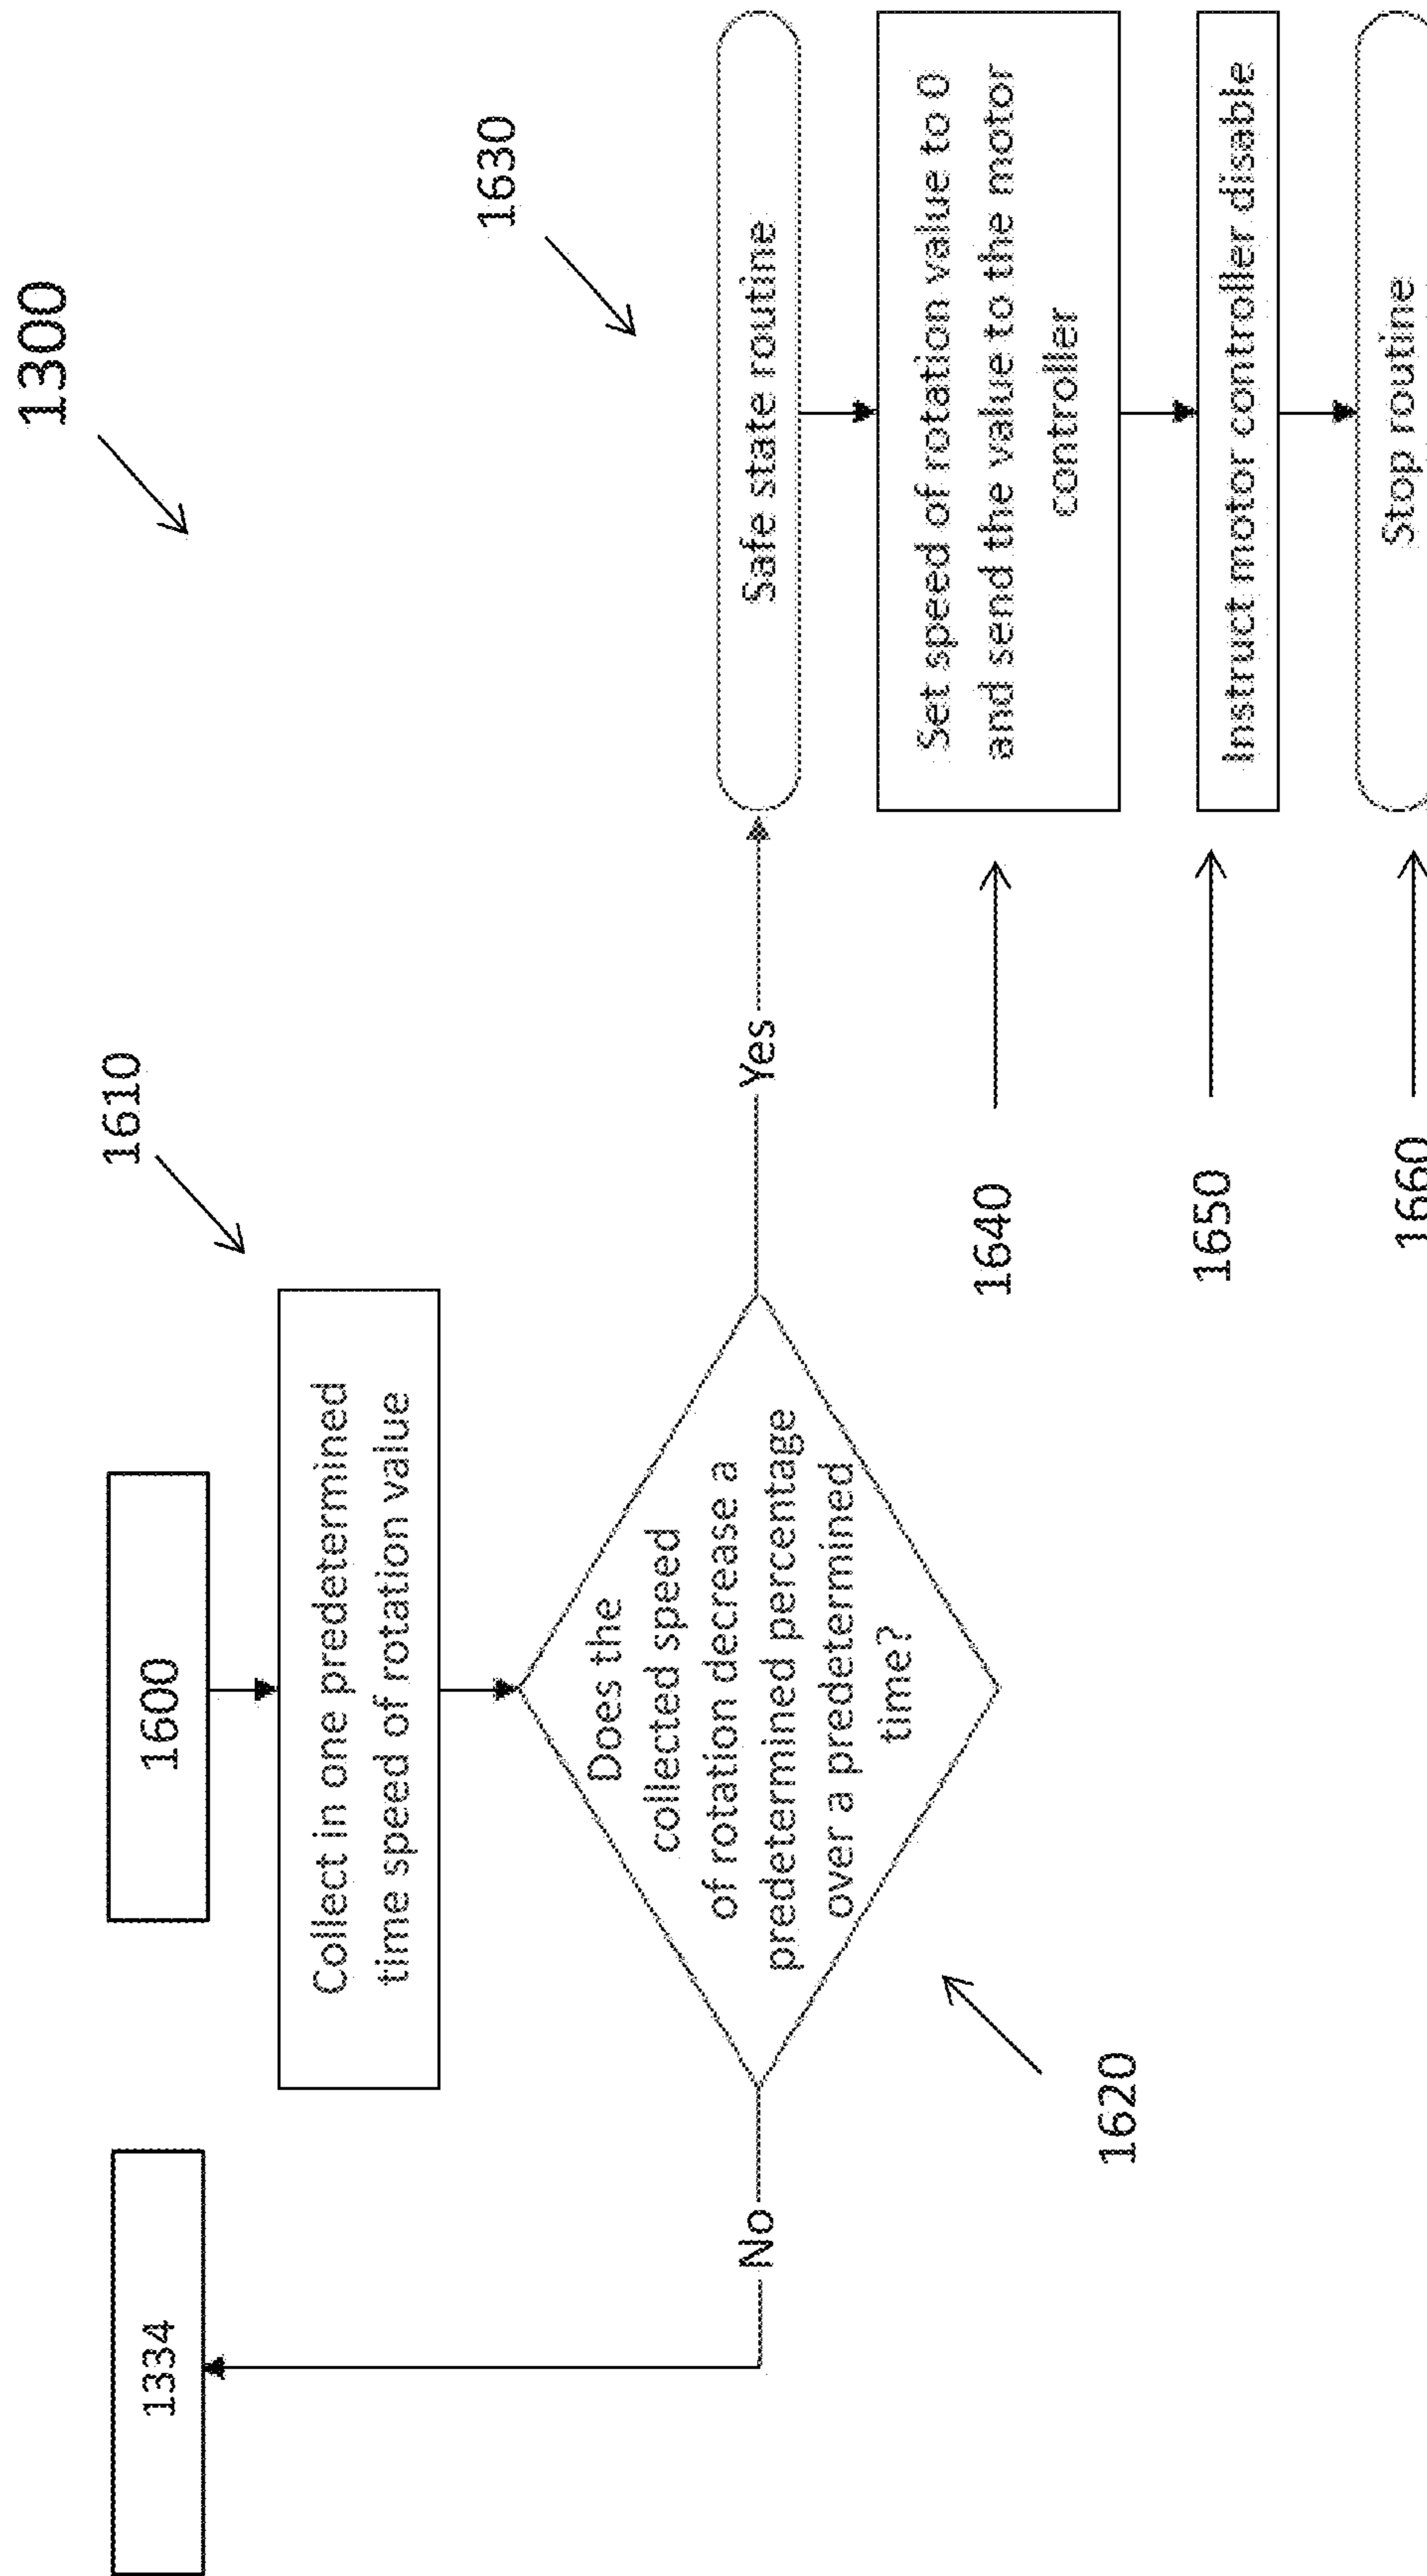 1300
1334
1600
1610
Collect in one predetermined
time speed of rotation value
Does the
collected speed
of rotation decrease a
predetermined percentage
over a predetermined
time?
1620
No
Yes
1630
Safe state routine
1640
Set speed of rotation value to 0
and send the value to the motor
controller
1650
Instruct motor controller disable
1660
Stop routine